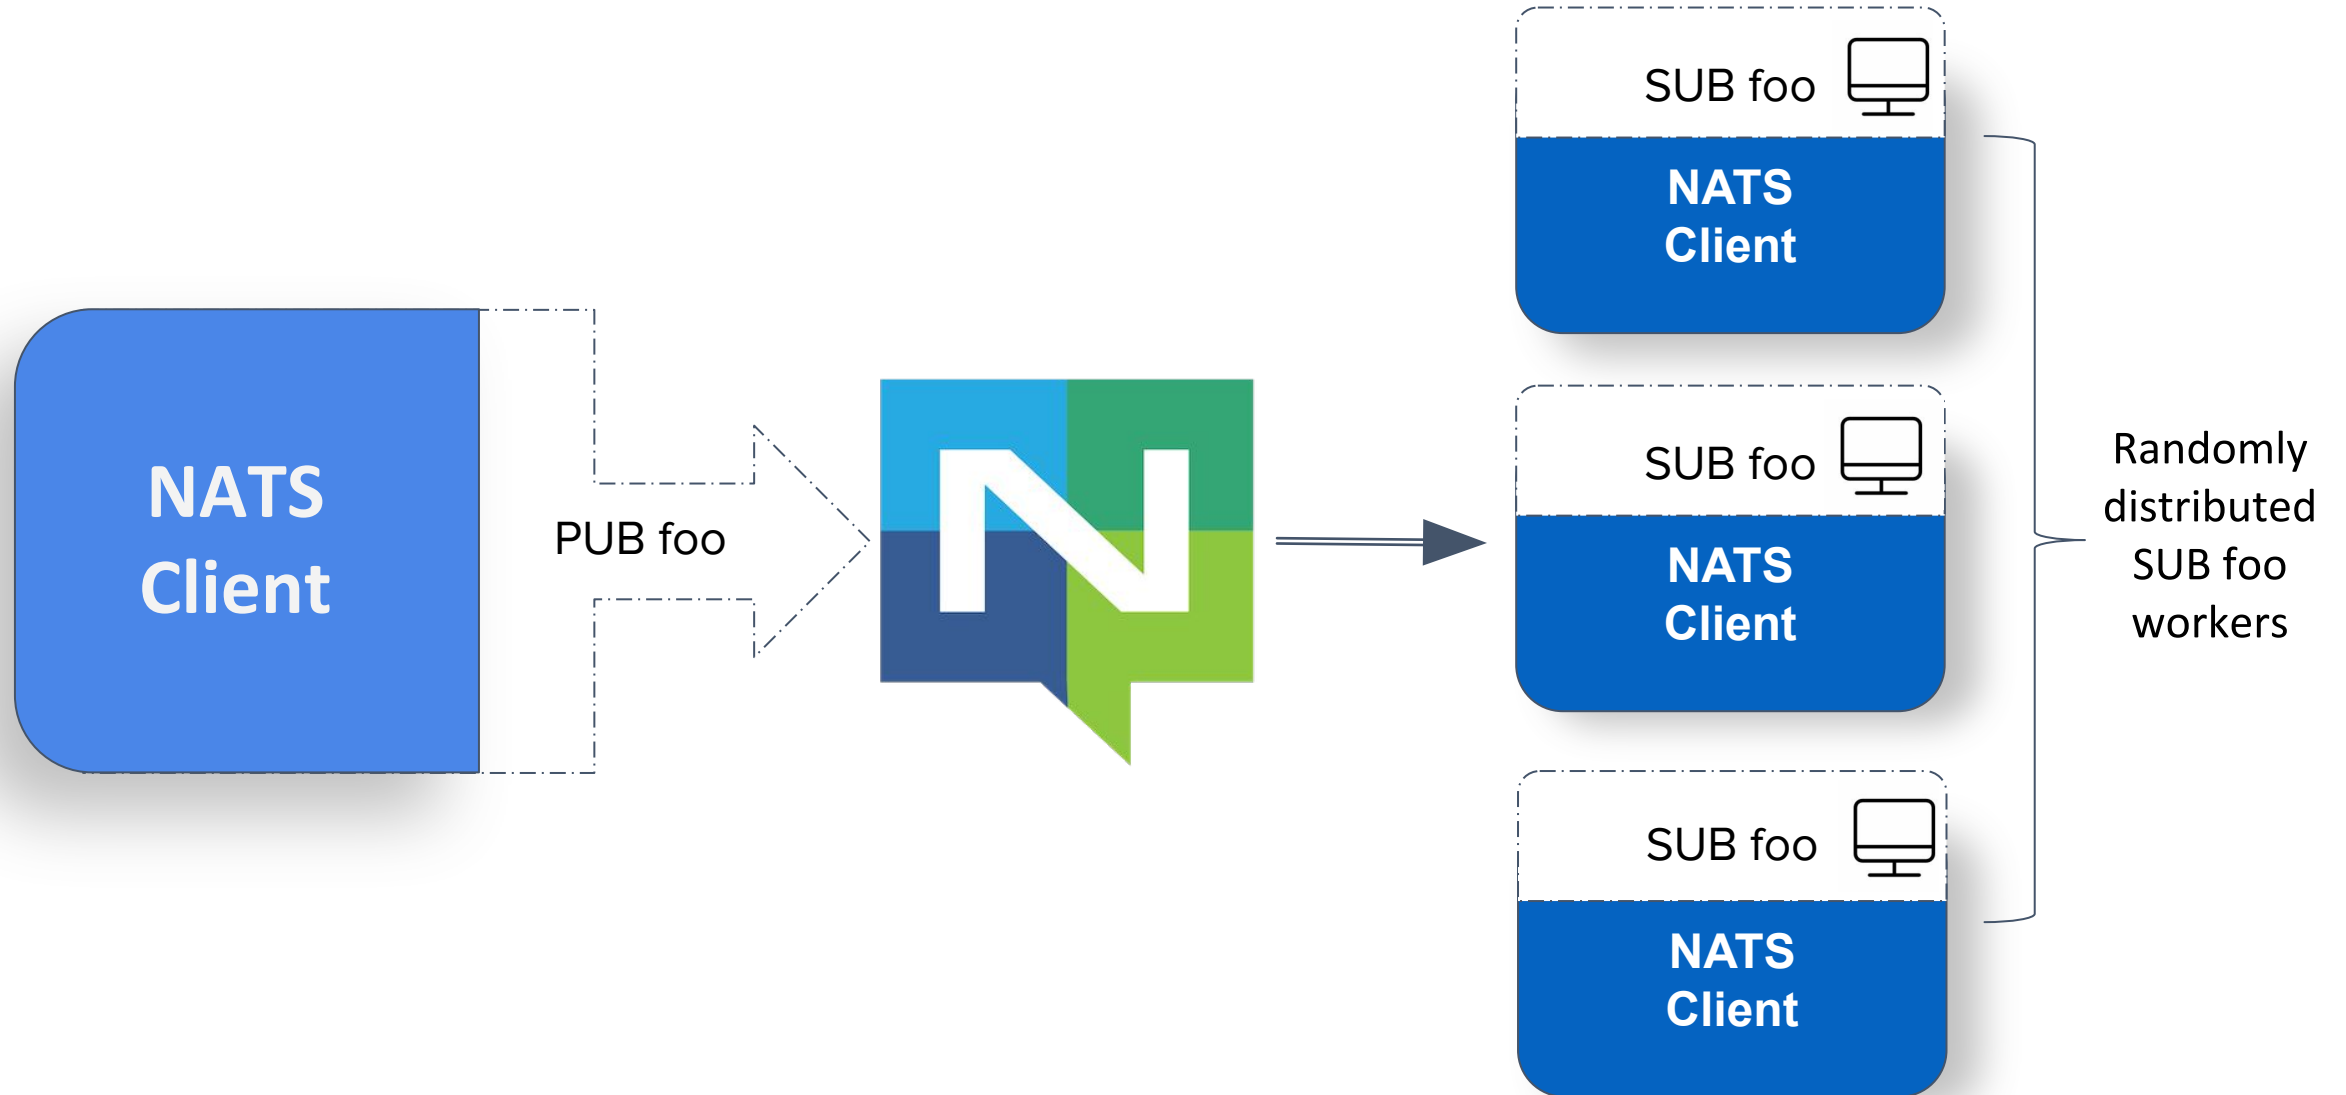 NATS
Client
PUB foo
N
SUB foo
NATS
Client
SUB foo
NATS
Client
SUB foo
NATS
Client
Randomly
distributed
SUB foo
workers